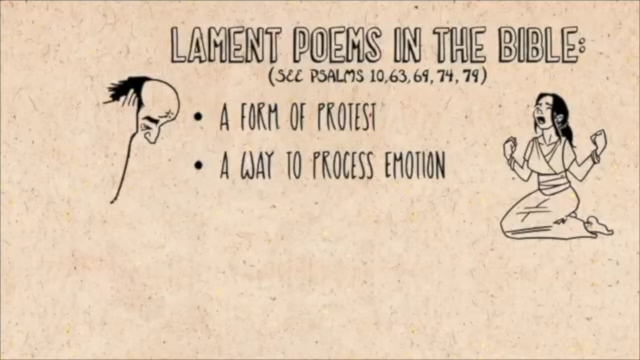 LAMENT POEMS IN THE BIBLE:
(SEE PSALMS 10, 63, 69, 74, 79)
• A FORM OF PROTEST
• A WAY TO PROCESS EMOTION